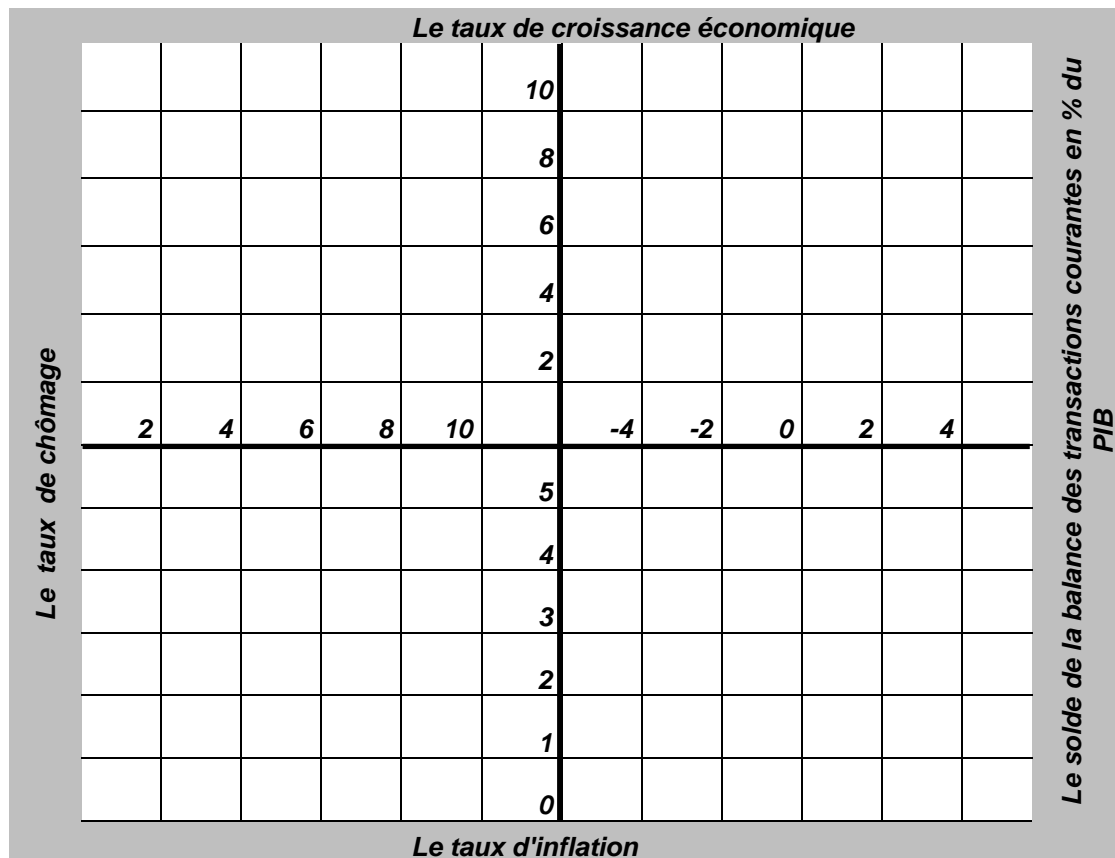 Le taux de croissance économique
10
8
6
4
2
2 4 6 8 10 -4 -2 0 2 4
5
4
3
2
1
0
Le taux d'inflation
Le taux de chômage
Le solde de la balance des transactions courantes en % du
PIB